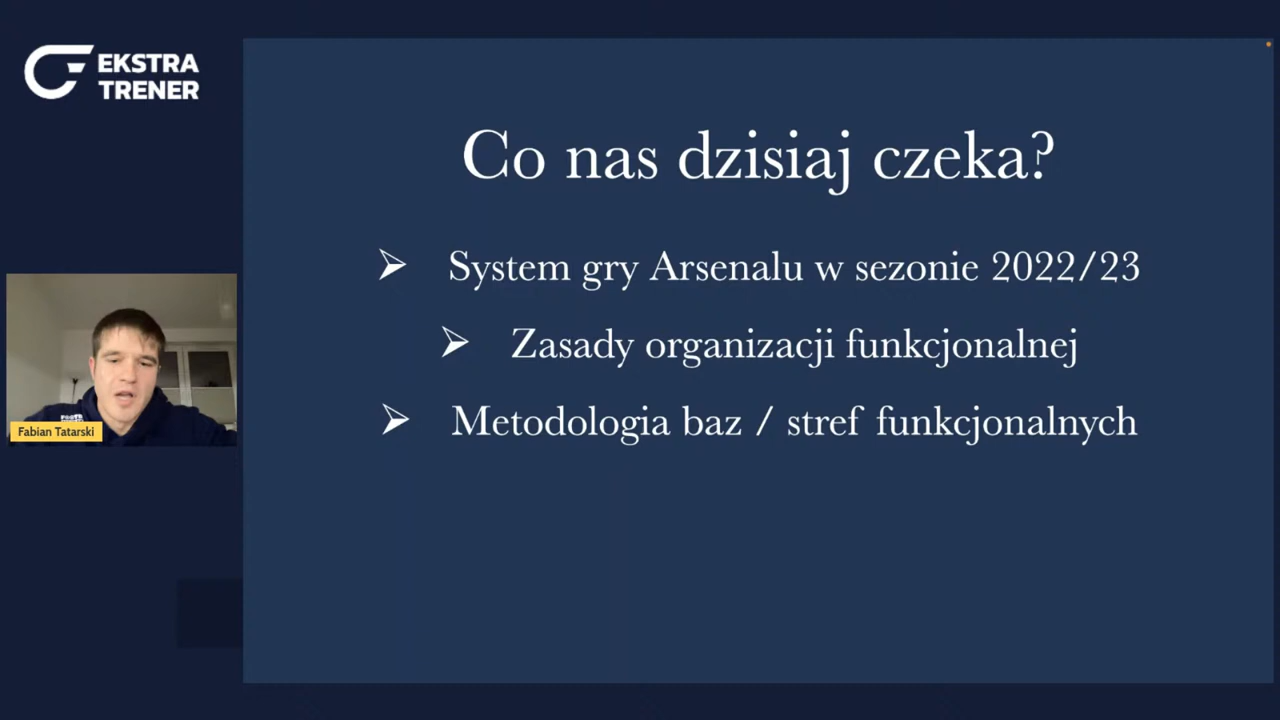 EKSTRA
TRENER
Co nas dzisiaj czeka?
System gry Arsenalu w sezonie 2022/23
Zasady organizacji funkcjonalnej
Metodologia baz / stref funkcjonalnych
Fabian Tatarski